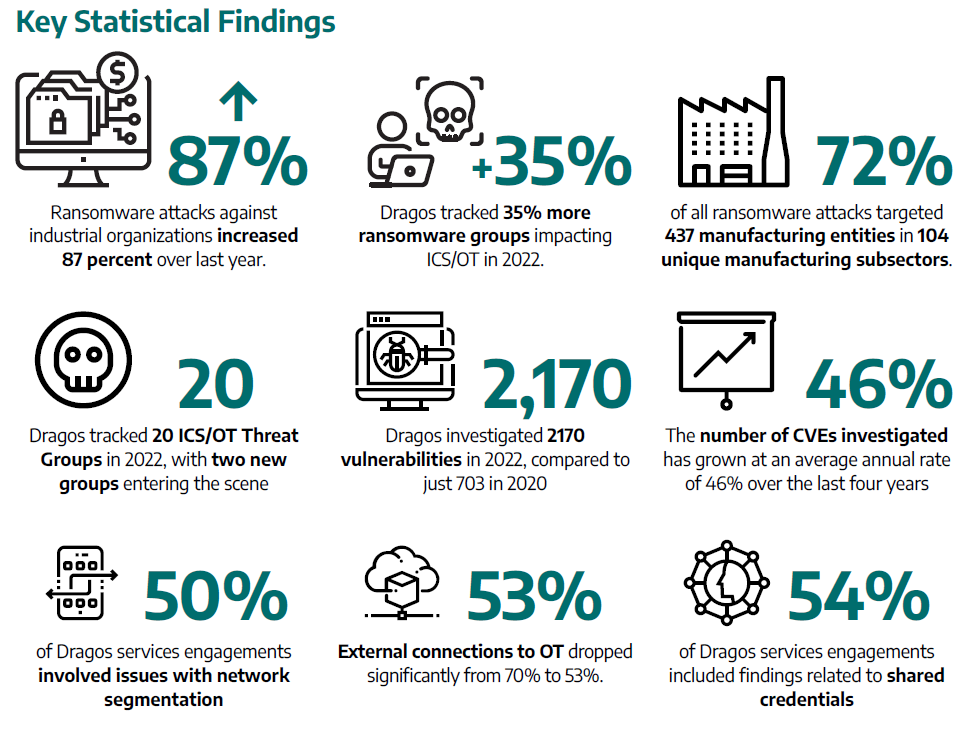 Key Statistical Findings
$
87%
Ransomware attacks against
industrial organizations increased
87 percent over last year.
+35%
Dragos tracked 35% more
ransomware groups impacting
ICS/OT in 2022.
72%
of all ransomware attacks targeted
437 manufacturing entities in 104
unique manufacturing subsectors.
20
Dragos tracked 20 ICS/OT Threat
Groups in 2022, with two new
groups entering the scene
2,170
Dragos investigated 2170
vulnerabilities in 2022, compared to
just 703 in 2020
46%
The number of CVEs investigated
has grown at an average annual rate
of 46% over the last four years
50%
of Dragos services engagements
involved issues with network
segmentation
53%
External connections to OT dropped
significantly from 70% to 53%.
54%
of Dragos services engagements
included findings related to shared
credentials